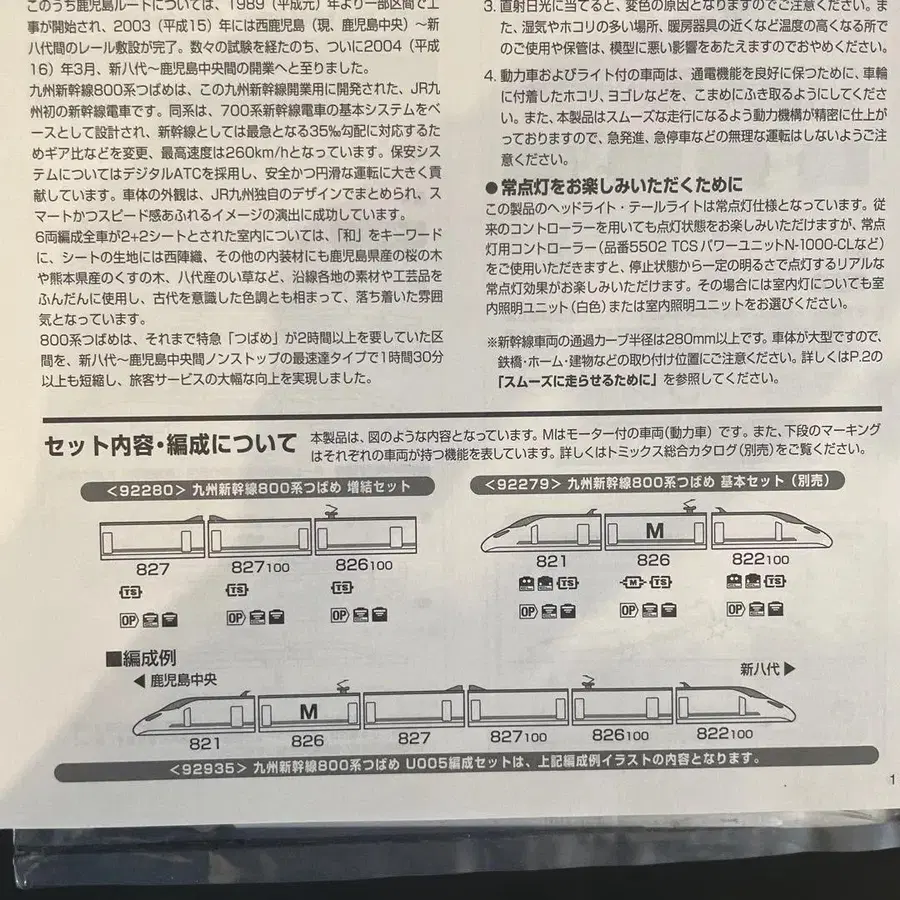 このうち鹿児島ルートについては、1989（平成元）年より一部区間で工
事が開始され、2003（平成15）年には西鹿児島（現、鹿児島中央）～新
八代間のレール敷設が完了。数々の試験を経たのち、ついに2004（平成
16）年3月、新八代～鹿児島中央間の開業へと至りました。
九州新幹線800系つばめは、この九州新幹線開業用に開発された、JR九
州初の新幹線電車です。同系は、700系新幹線電車の基本システムをベ
ースとして設計され、新幹線としては最急となる35‰勾配に対応するた
めギア比などを変更、最高速度は260km/hとなっています。保安シス
テムについてはデジタルATCを採用し、安全かつ円滑な運転に大きく貢
献しています。車体の外観は、JR九州独自のデザインでまとめられ、ス
マートかつスピード感あふれるイメージの演出に成功しています。
6両編成全車が2+2シートとされた室内については、「和」をキーワード
に、シートの生地には西陣織、その他の内装材にも鹿児島県産の桜の木
や熊本県産のくすの木、八代産のい草など、沿線各地の素材や工芸品を
ふんだんに使用し、古代を意識した色調とも相まって、落ち着いた雰囲
気となっています。
800系つばめは、それまで特急「つばめ」が2時間以上を要していた区
間を、新八代～鹿児島中央間ノンストップの最速達タイプで1時間30分
以上も短縮し、旅客サービスの大幅な向上を実現しました。
3. 直射日光に当てると、変色の原因となりますのでご注意ください。ま
た、湿気やホコリの多い場所、暖房器具の近くなど温度の高くなる所で
のご使用や保管は、模型に悪い影響をあたえますのでおやめください。
4. 動力車およびライト付の車両は、通電機能を良好に保つために、車輪
に付着したホコリ、ヨゴレなどを、こまめにふき取るようにしてくださ
い。また、本製品はスムーズな走行になるよう動力機構が精密に仕上が
っておりますので、急発進、急停車などの無理な運転はしないようご注
意ください。
●常点灯をお楽しみいただくために
この製品のヘッドライト・テールライトは常点灯仕様となっています。従
来のコントローラーを用いても点灯状態をお楽しみいただけますが、常点
灯用コントローラー（品番5502 TCSパワーユニットN-1000-CLなど）
をご使用いただきますと、停止状態から一定の明るさで点灯するリアルな
常点灯効果がお楽しみいただけます。その場合には室内灯についても室
内照明ユニット（白色）または室内照明ユニットをお選びください。
※新幹線車両の通過カーブ半径は280mm以上です。車体が大型ですので、
鉄橋・ホーム・建物などの取り付け位置にご注意ください。詳しくはP.2の
「スムーズに走らせるために」を参照してください。
セット内容・編成について
本製品は、図のような内容となっています。Mはモーター付の車両（動力車）です。また、下段のマーキング
はそれぞれの車両が持つ機能を表しています。詳しくはトミックス総合カタログ（別売）をご覧ください。
<92280> 九州新幹線800系つばめ 増結セット
827 827100 826100
TS TS TS
OP OP OP
<92279> 九州新幹線800系つばめ 基本セット（別売）
M
821 826 822100
TS M TS TS
OP OP OP
■編成例
◀鹿児島中央 新八代▶
M
821 826 827 827100 826100 822100
<92935> 九州新幹線800系つばめ U005編成セットは、上記編成例イラストの内容となります。
1